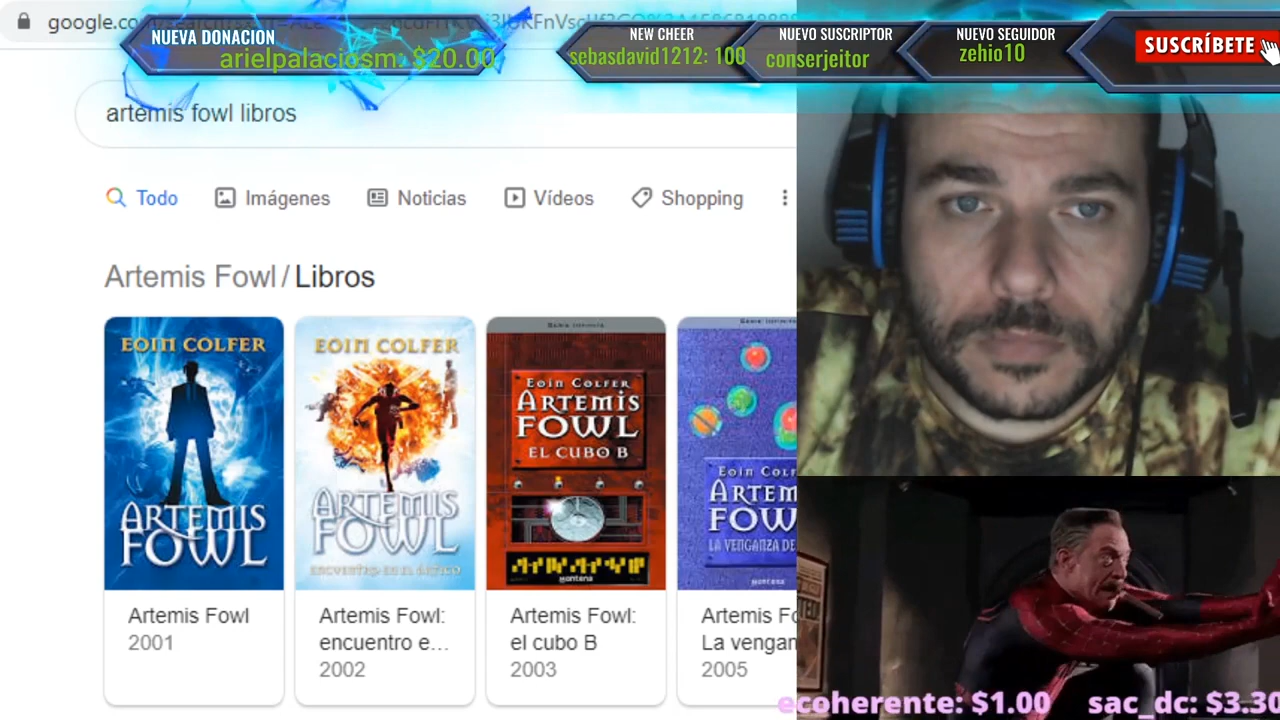 NUEVA DONACION
arielpalaciosm: $20.00
NEW CHEER
sebasdavid1212: 100
NUEVO SUSCRIPTOR
conserjeitor
NUEVO SEGUIDOR
zehio10
SUSCRÍBETE
artemis fowl libros
Todo
Imágenes
Noticias
Vídeos
Shopping
Artemis Fowl / Libros
EOIN COLFER
ARTEMIS
FOWL
EOIN COLFER
ARTEMIS
FOWL
ENCUENTRO EN EL ÁRTICO
EOIN COLFER
ARTEMIS
FOWL
EL CUBO B
montena
EOIN COLF
ARTEM
FOW
LA VENGANZA DE
montena
Artemis Fowl
2001
Artemis Fowl:
encuentro e...
2002
Artemis Fowl:
el cubo B
2003
Artemis Fo
La vengan
2005
ecoherente: $1.00
sac_dc: $3.30